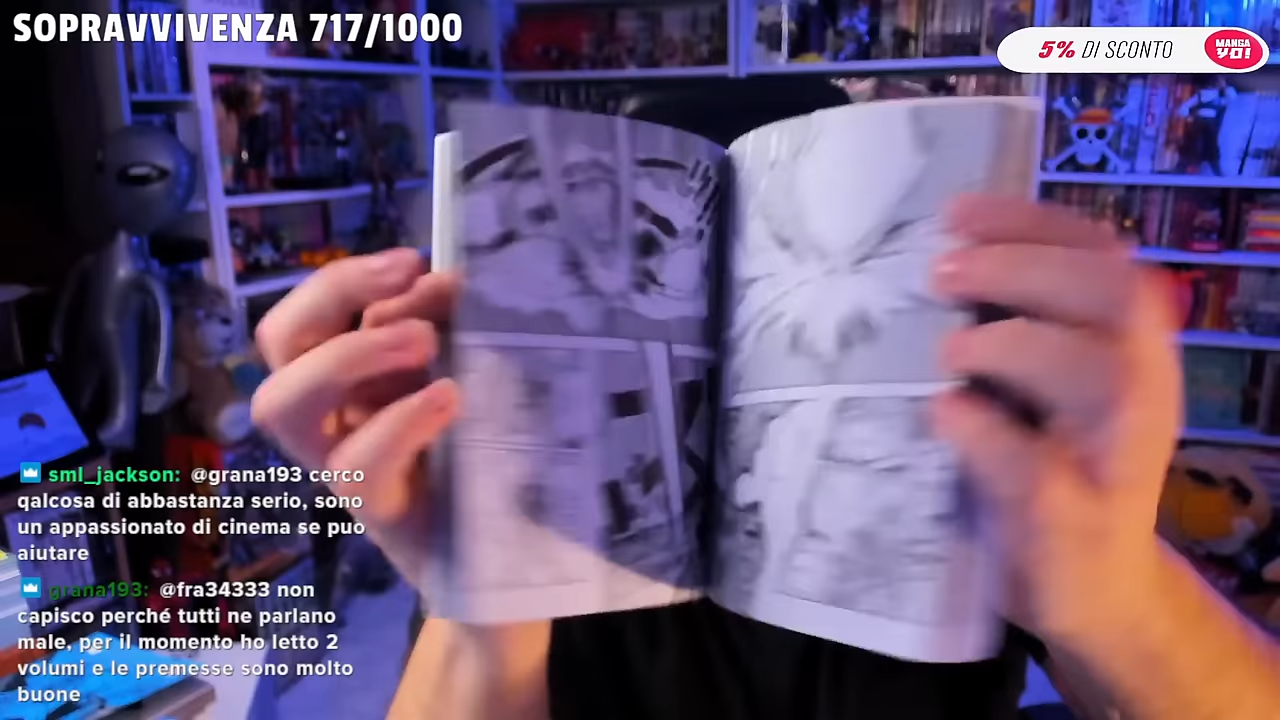 SOPRAVVIVENZA 717/1000
5% DI SCONTO
MANGA
YO!
sml_jackson: @grana193 cerco
qalcosa di abbastanza serio, sono
un appassionato di cinema se puo
aiutare
grana193: @fra34333 non
capisco perché tutti ne parlano
male, per il momento ho letto 2
volumi e le premesse sono molto
buone